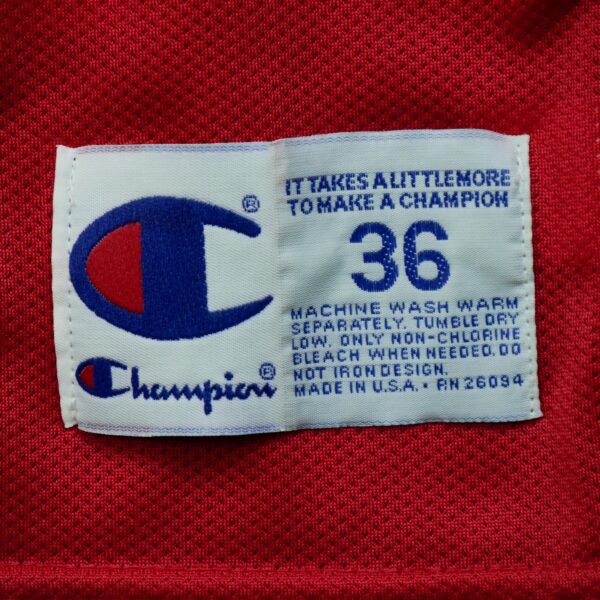 ®
Champion®
IT TAKES A LITTLE MORE
TO MAKE A CHAMPION
36
MACHINE WASH WARM
SEPARATELY. TUMBLE DRY
LOW. ONLY NON-CHLORINE
BLEACH WHEN NEEDED. DO
NOT IRON DESIGN.
MADE IN U.S.A. • RN 26094